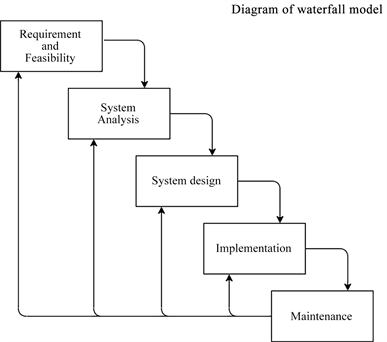 Diagram of waterfall model
Requirement
and
Feasibility
System
Analysis
System design
Implementation
Maintenance